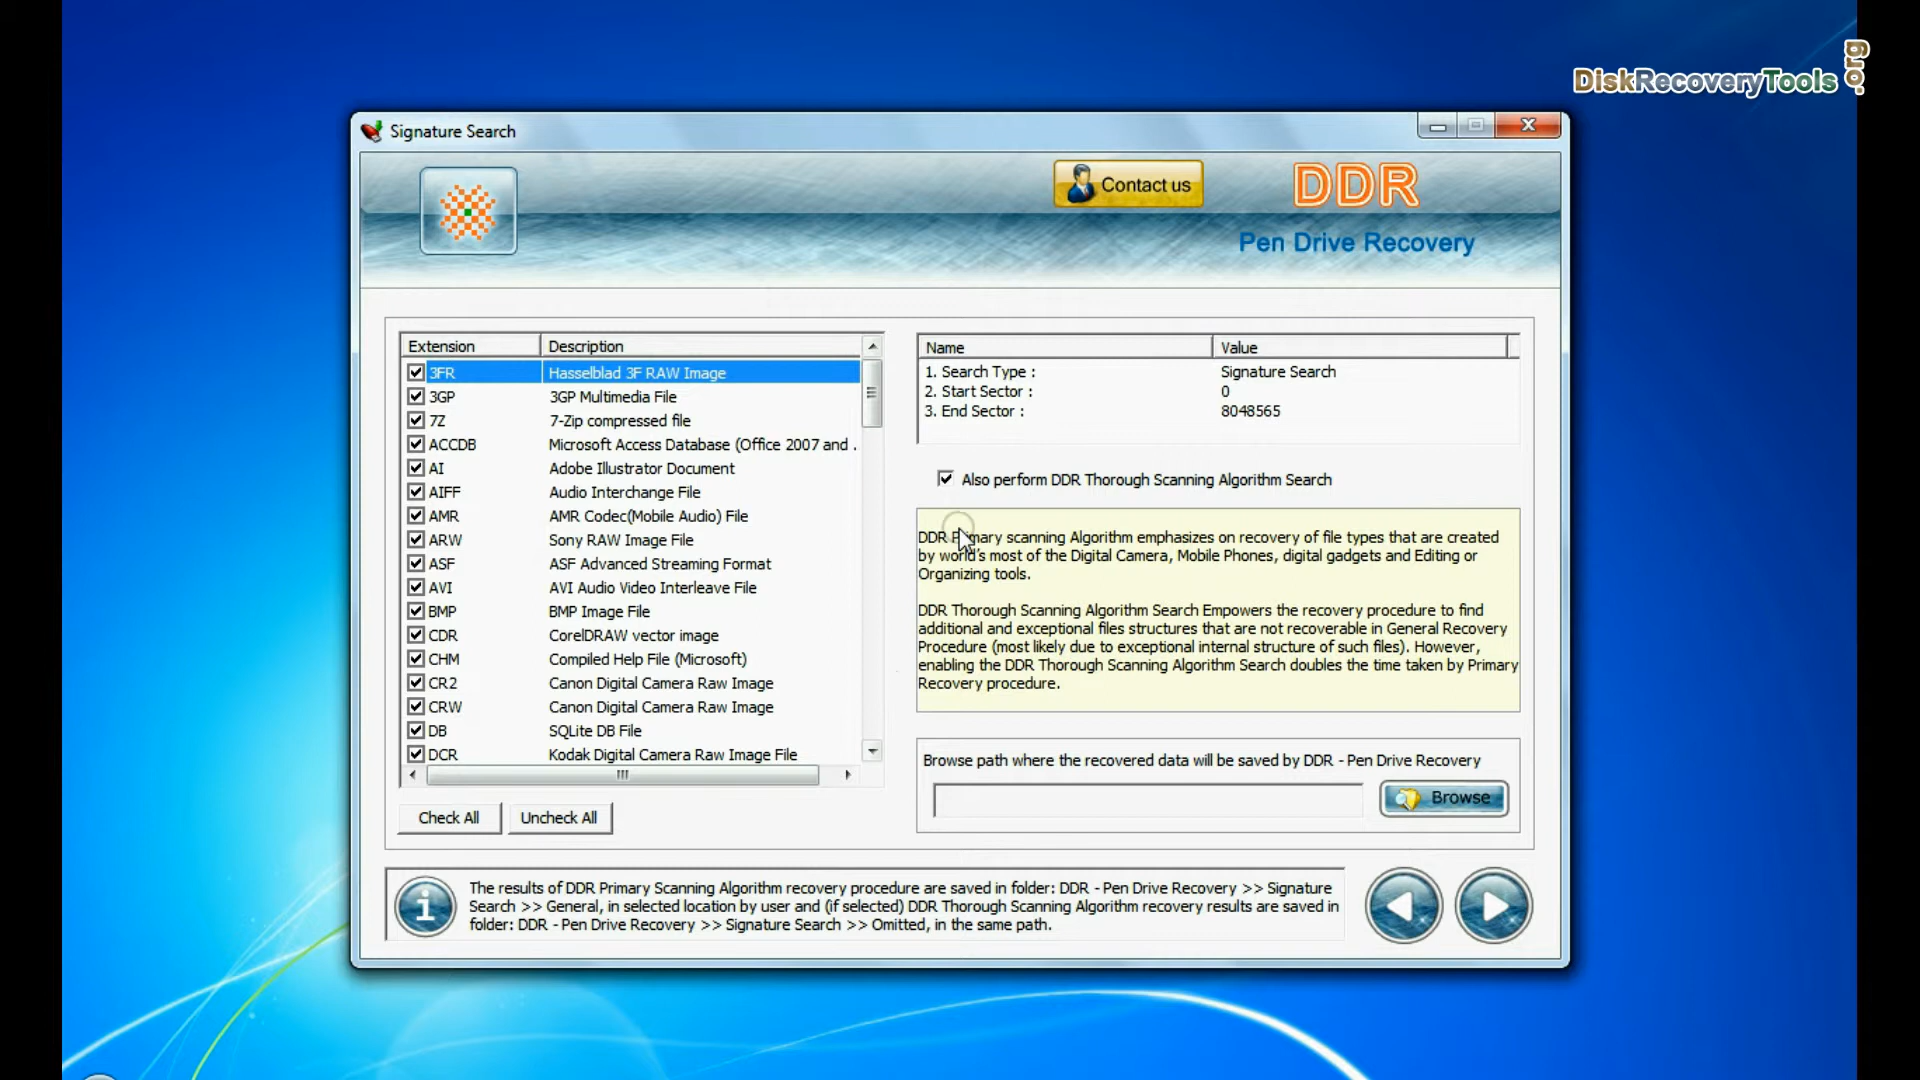 DiskRecoveryTools.org
Signature Search
Contact us
DDR
Pen Drive Recovery
Extension Description
3FR Hasselblad 3F RAW Image
3GP 3GP Multimedia File
7Z 7-Zip compressed file
ACCDB Microsoft Access Database (Office 2007 and .
AI Adobe Illustrator Document
AIFF Audio Interchange File
AMR AMR Codec(Mobile Audio) File
ARW Sony RAW Image File
ASF ASF Advanced Streaming Format
AVI AVI Audio Video Interleave File
BMP BMP Image File
CDR CorelDRAW vector image
CHM Compiled Help File (Microsoft)
CR2 Canon Digital Camera Raw Image
CRW Canon Digital Camera Raw Image
DB SQLite DB File
DCR Kodak Digital Camera Raw Image File
Check All Uncheck All
Name Value
1. Search Type : Signature Search
2. Start Sector : 0
3. End Sector : 8048565
Also perform DDR Thorough Scanning Algorithm Search
DDR Primary scanning Algorithm emphasizes on recovery of file types that are created
by world's most of the Digital Camera, Mobile Phones, digital gadgets and Editing or
Organizing tools.
DDR Thorough Scanning Algorithm Search Empowers the recovery procedure to find
additional and exceptional files structures that are not recoverable in General Recovery
Procedure (most likely due to exceptional internal structure of such files). However,
enabling the DDR Thorough Scanning Algorithm Search doubles the time taken by Primary
Recovery procedure.
Browse path where the recovered data will be saved by DDR - Pen Drive Recovery
Browse
The results of DDR Primary Scanning Algorithm recovery procedure are saved in folder: DDR - Pen Drive Recovery >> Signature
Search >> General, in selected location by user and (if selected) DDR Thorough Scanning Algorithm recovery results are saved in
folder: DDR - Pen Drive Recovery >> Signature Search >> Omitted, in the same path.